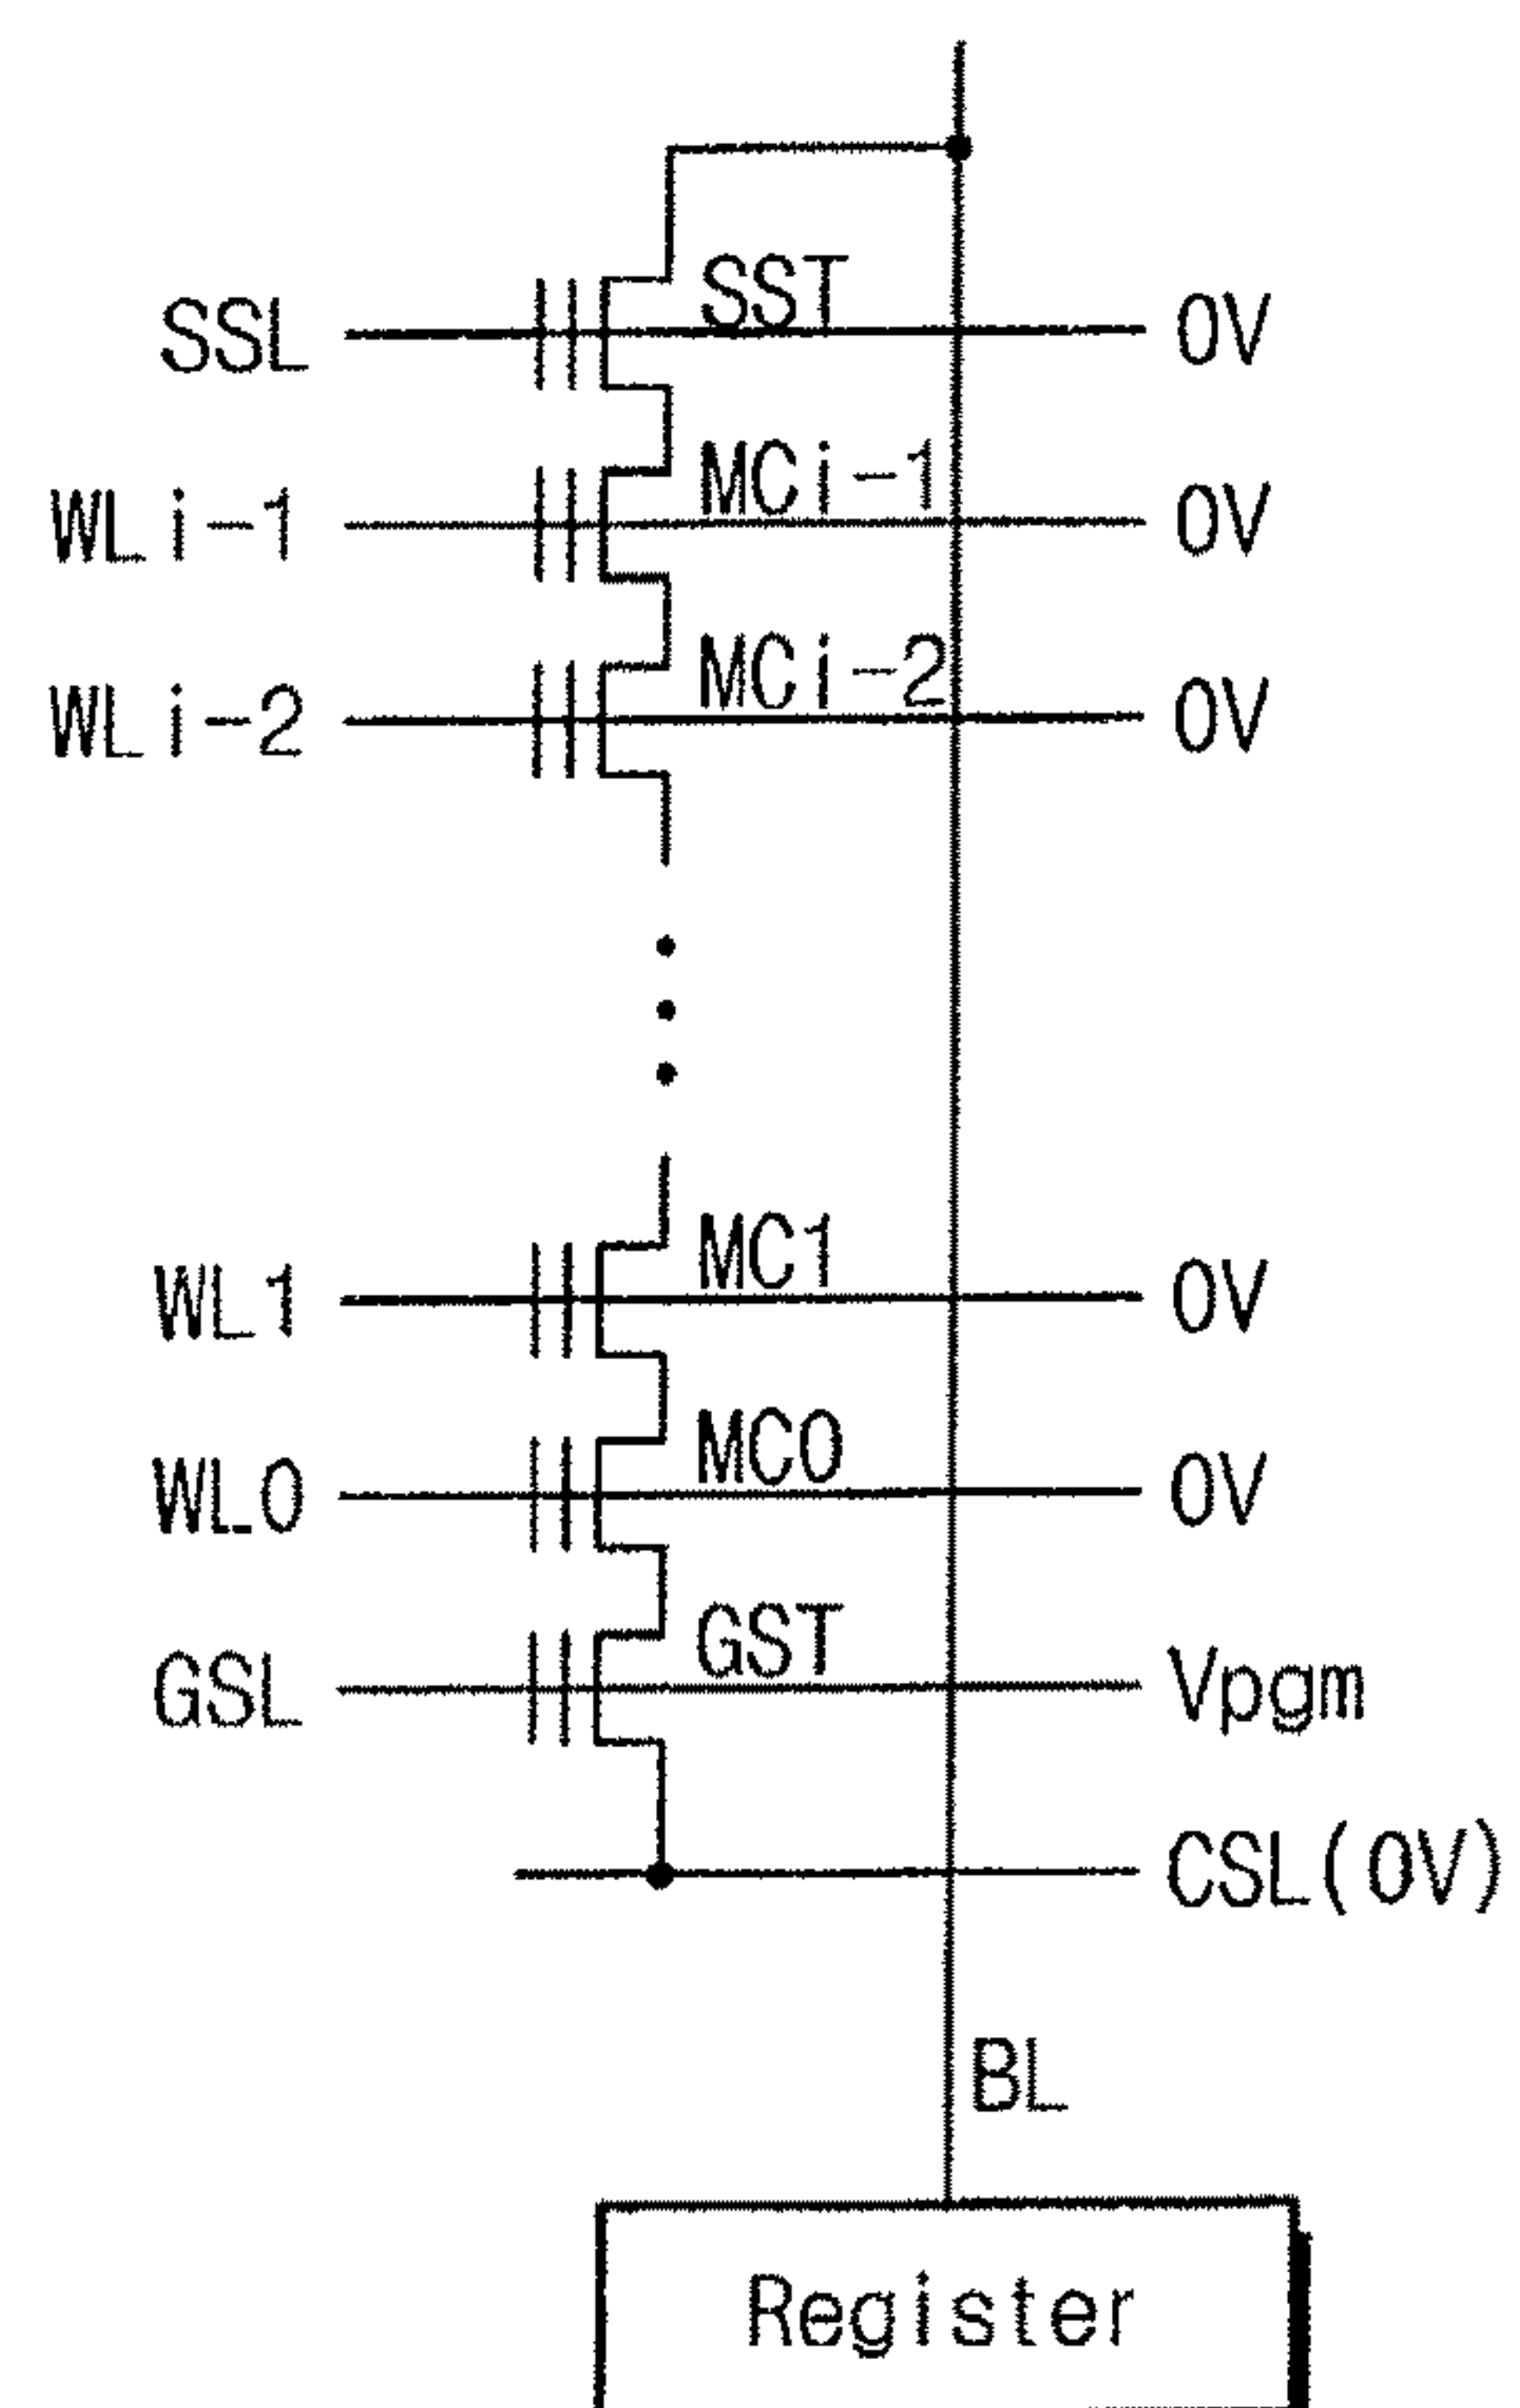 SSL SST 0V
WLi-1 MCi-1 0V
WLi-2 MCi-2 0V
WL1 MC1 0V
WL0 MC0 0V
GSL GST Vpgm
CSL(0V)
BL
Register